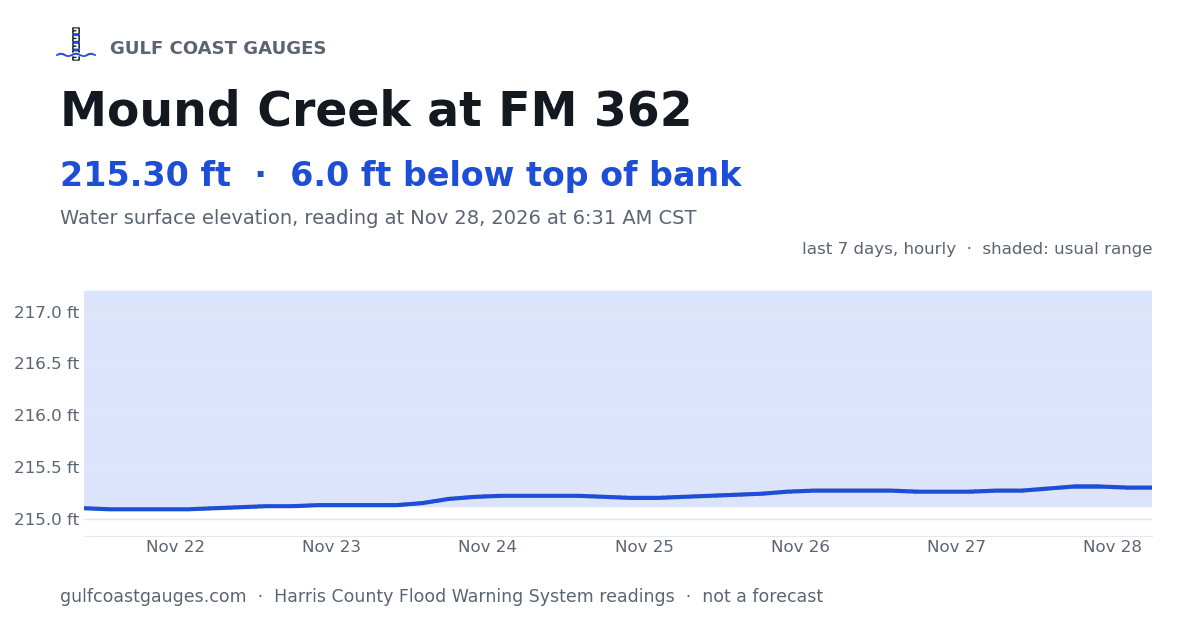 GULF COAST GAUGES
Mound Creek at FM 362
215.30 ft · 6.0 ft below top of bank
Water surface elevation, reading at Nov 28, 2026 at 6:31 AM CST
last 7 days, hourly · shaded: usual range
217.0 ft
216.5 ft
216.0 ft
215.5 ft
215.0 ft
Nov 22 Nov 23 Nov 24 Nov 25 Nov 26 Nov 27 Nov 28
gulfcoastgauges.com · Harris County Flood Warning System readings · not a forecast